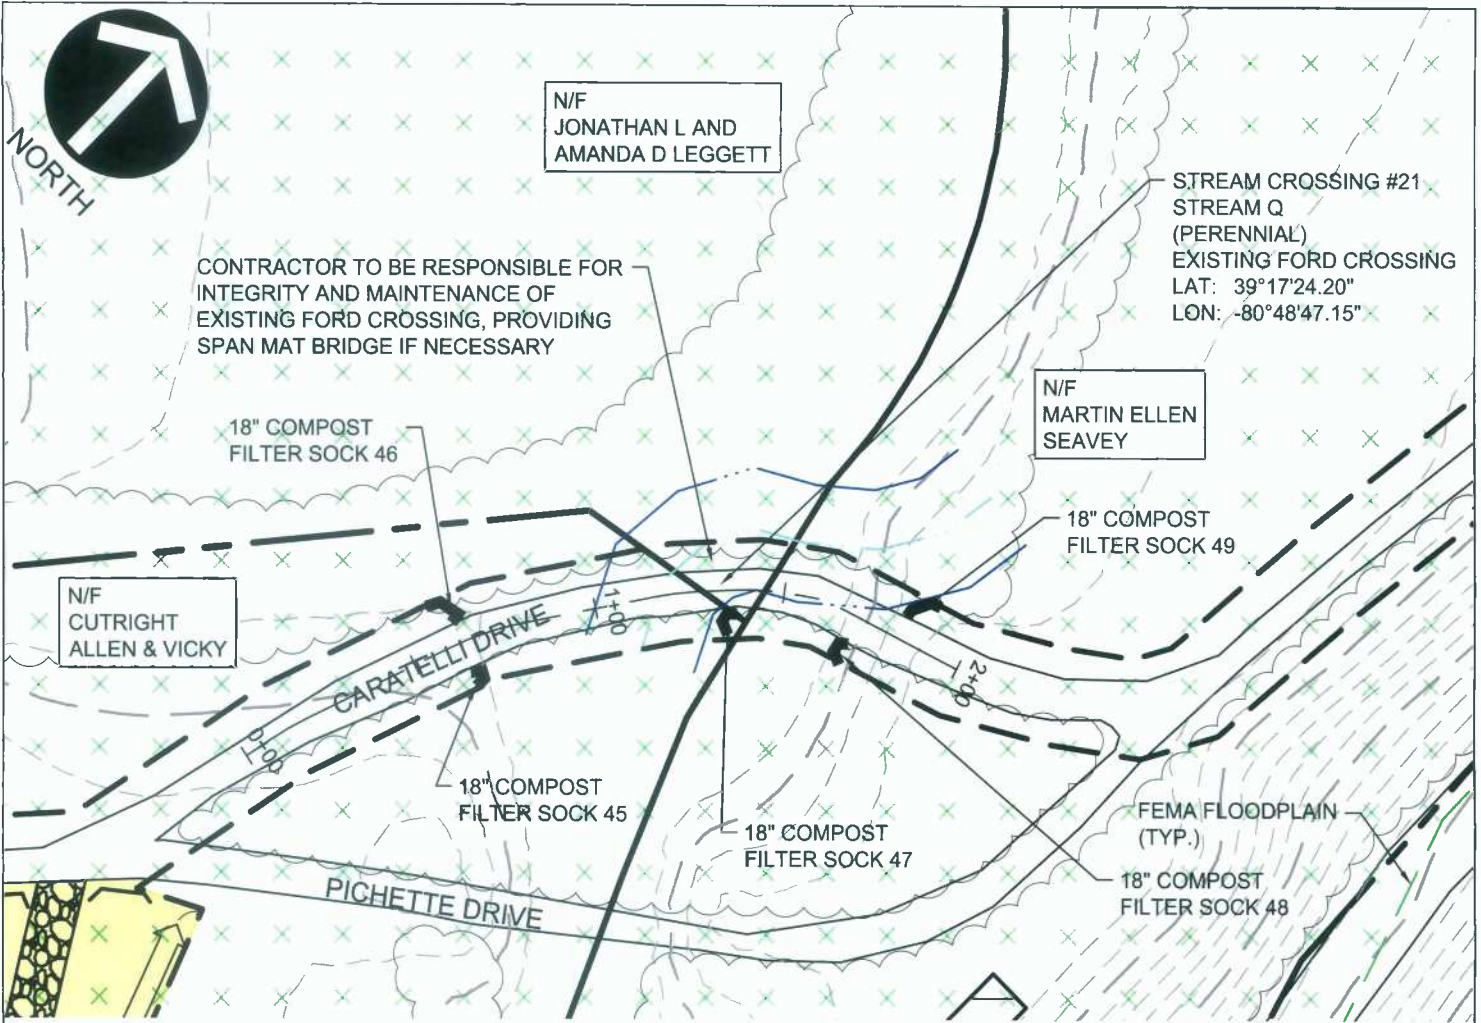 NORTH
N/F
JONATHAN L AND
AMANDA D LEGGETT
STREAM CROSSING #21
STREAM Q
(PERENNIAL)
EXISTING FORD CROSSING
LAT: 39°17'24.20"
LON: -80°48'47.15"
CONTRACTOR TO BE RESPONSIBLE FOR
INTEGRITY AND MAINTENANCE OF
EXISTING FORD CROSSING, PROVIDING
SPAN MAT BRIDGE IF NECESSARY
N/F
MARTIN ELLEN
SEAVEY
18" COMPOST
FILTER SOCK 46
18" COMPOST
FILTER SOCK 49
N/F
CUTRIGHT
ALLEN & VICKY
CARATELLI DRIVE
0+00
1+00
2+00
18" COMPOST
FILTER SOCK 45
18" COMPOST
FILTER SOCK 47
FEMA FLOODPLAIN
(TYP.)
18" COMPOST
FILTER SOCK 48
PICHETTE DRIVE